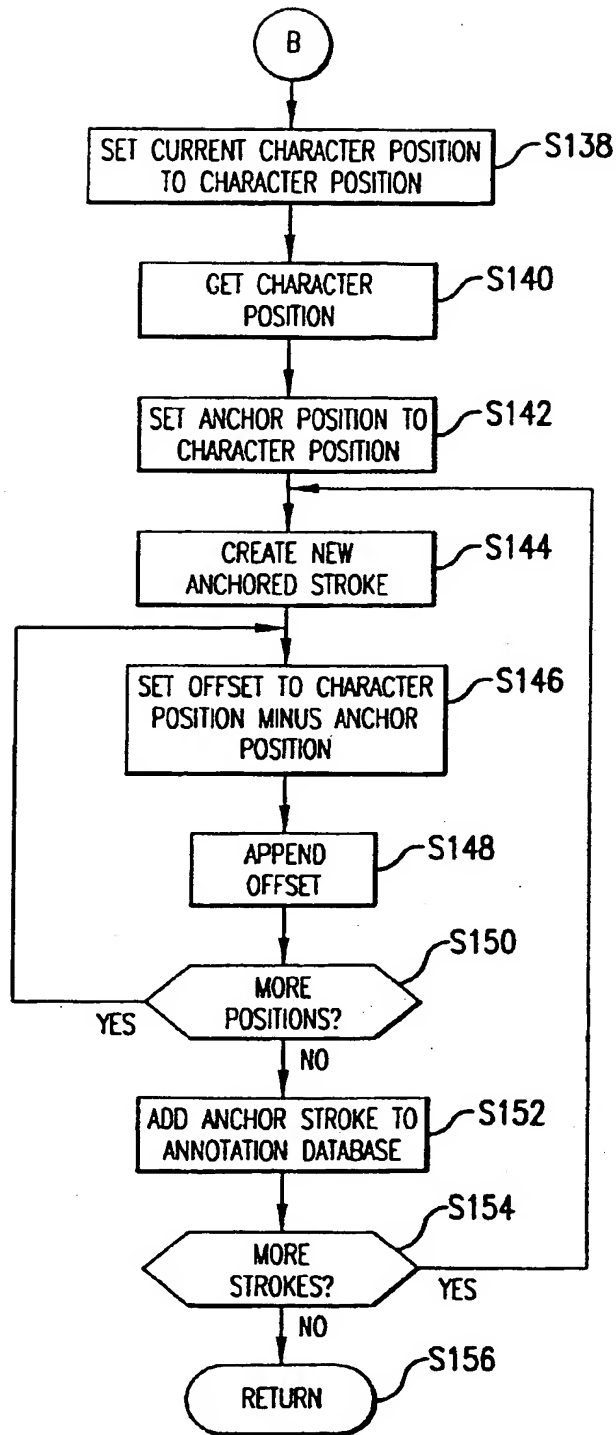 B
SET CURRENT CHARACTER POSITION
TO CHARACTER POSITION
S138
GET CHARACTER
POSITION
S140
SET ANCHOR POSITION TO
CHARACTER POSITION
S142
CREATE NEW
ANCHORED STROKE
S144
SET OFFSET TO CHARACTER
POSITION MINUS ANCHOR
POSITION
S146
APPEND
OFFSET
S148
MORE
POSITIONS?
S150
YES
NO
ADD ANCHOR STROKE TO
ANNOTATION DATABASE
S152
MORE
STROKES?
S154
YES
NO
RETURN
S156